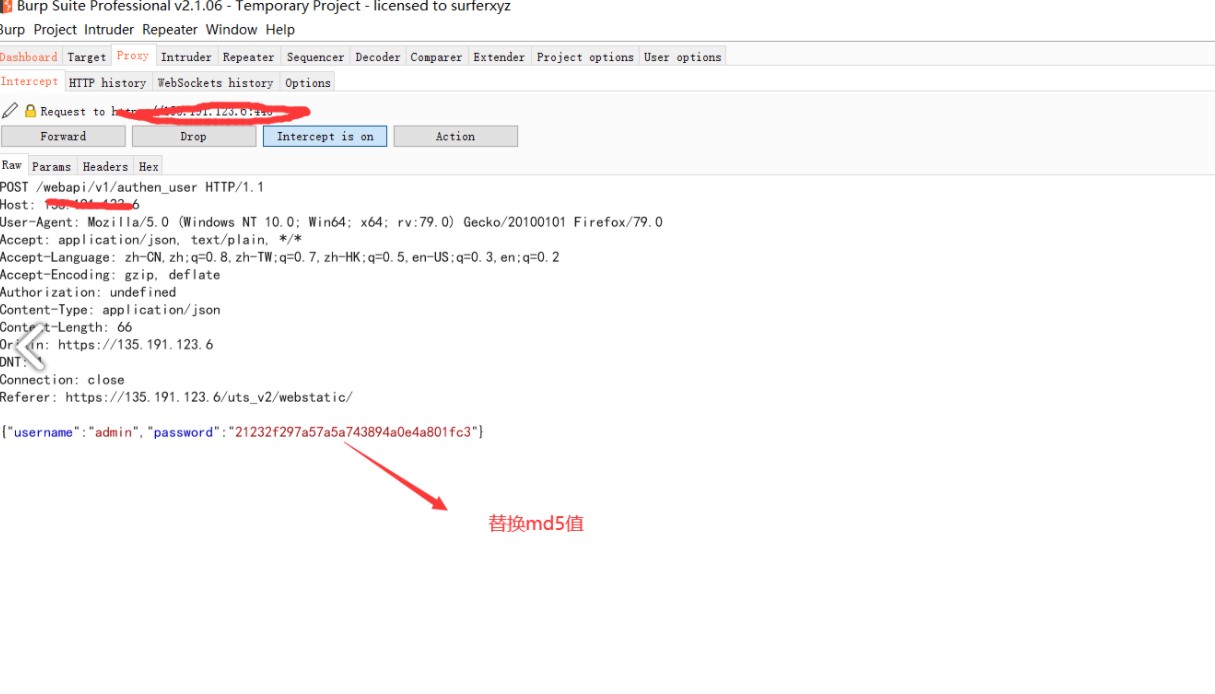 Burp Suite Professional v2.1.06 - Temporary Project - licensed to surferxyz
Burp Project Intruder Repeater Window Help
Dashboard Target Proxy Intruder Repeater Sequencer Decoder Comparer Extender Project options User options
Intercept HTTP history WebSockets history Options
Request to
Forward Drop Intercept is on Action
Raw Params Headers Hex
POST /webapi/v1/authen_user HTTP/1.1
Host:
User-Agent: Mozilla/5.0 (Windows NT 10.0; Win64; x64; rv:79.0) Gecko/20100101 Firefox/79.0
Accept: application/json, text/plain, */*
Accept-Language: zh-CN,zh;q=0.8,zh-TW;q=0.7,zh-HK;q=0.5,en-US;q=0.3,en;q=0.2
Accept-Encoding: gzip, deflate
Authorization: undefined
Content-Type: application/json
Content-Length: 66
Origin: https://135.191.123.6
DNT: 1
Connection: close
Referer: https://135.191.123.6/uts_v2/webstatic/
{"username":"admin","password":"21232f297a57a5a743894a0e4a801fc3"}
替换md5值